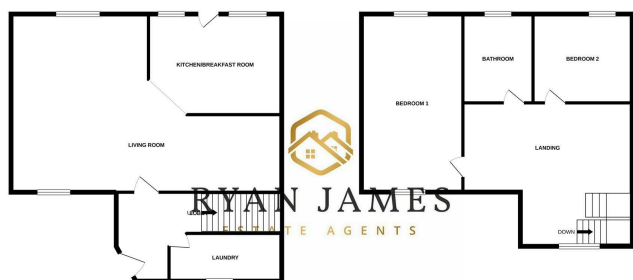 KITCHEN/BREAKFAST ROOM
LIVING ROOM
LAUNDRY
BATHROOM
BEDROOM 2
BEDROOM 1
LANDING
DOWN
RYAN JAMES
ESTATE AGENTS